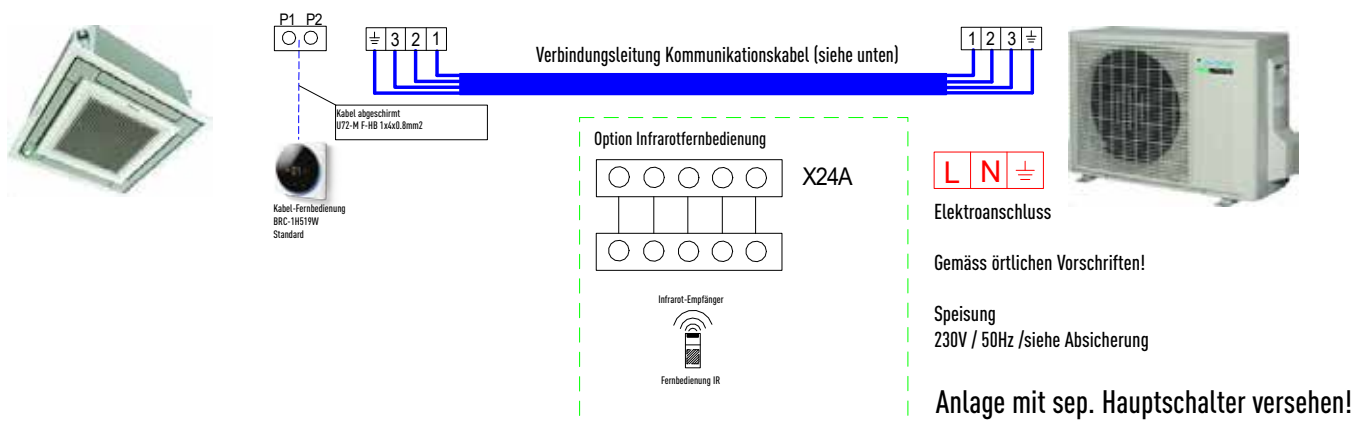 P1 P2
⏚ 3 2 1
Verbindungsleitung Kommunikationskabel (siehe unten)
1 2 3 ⏚
Kabel abgeschirmt
U72-M F-HB 1x4x0.8mm2
Kabel-Fernbedienung
BRC-1H519W
Standard
Option Infrarotfernbedienung
X24A
Infrarot-Empfänger
Fernbedienung IR
L N ⏚
Elektroanschluss
Gemäss örtlichen Vorschriften!
Speisung
230V / 50Hz /siehe Absicherung
Anlage mit sep. Hauptschalter versehen!